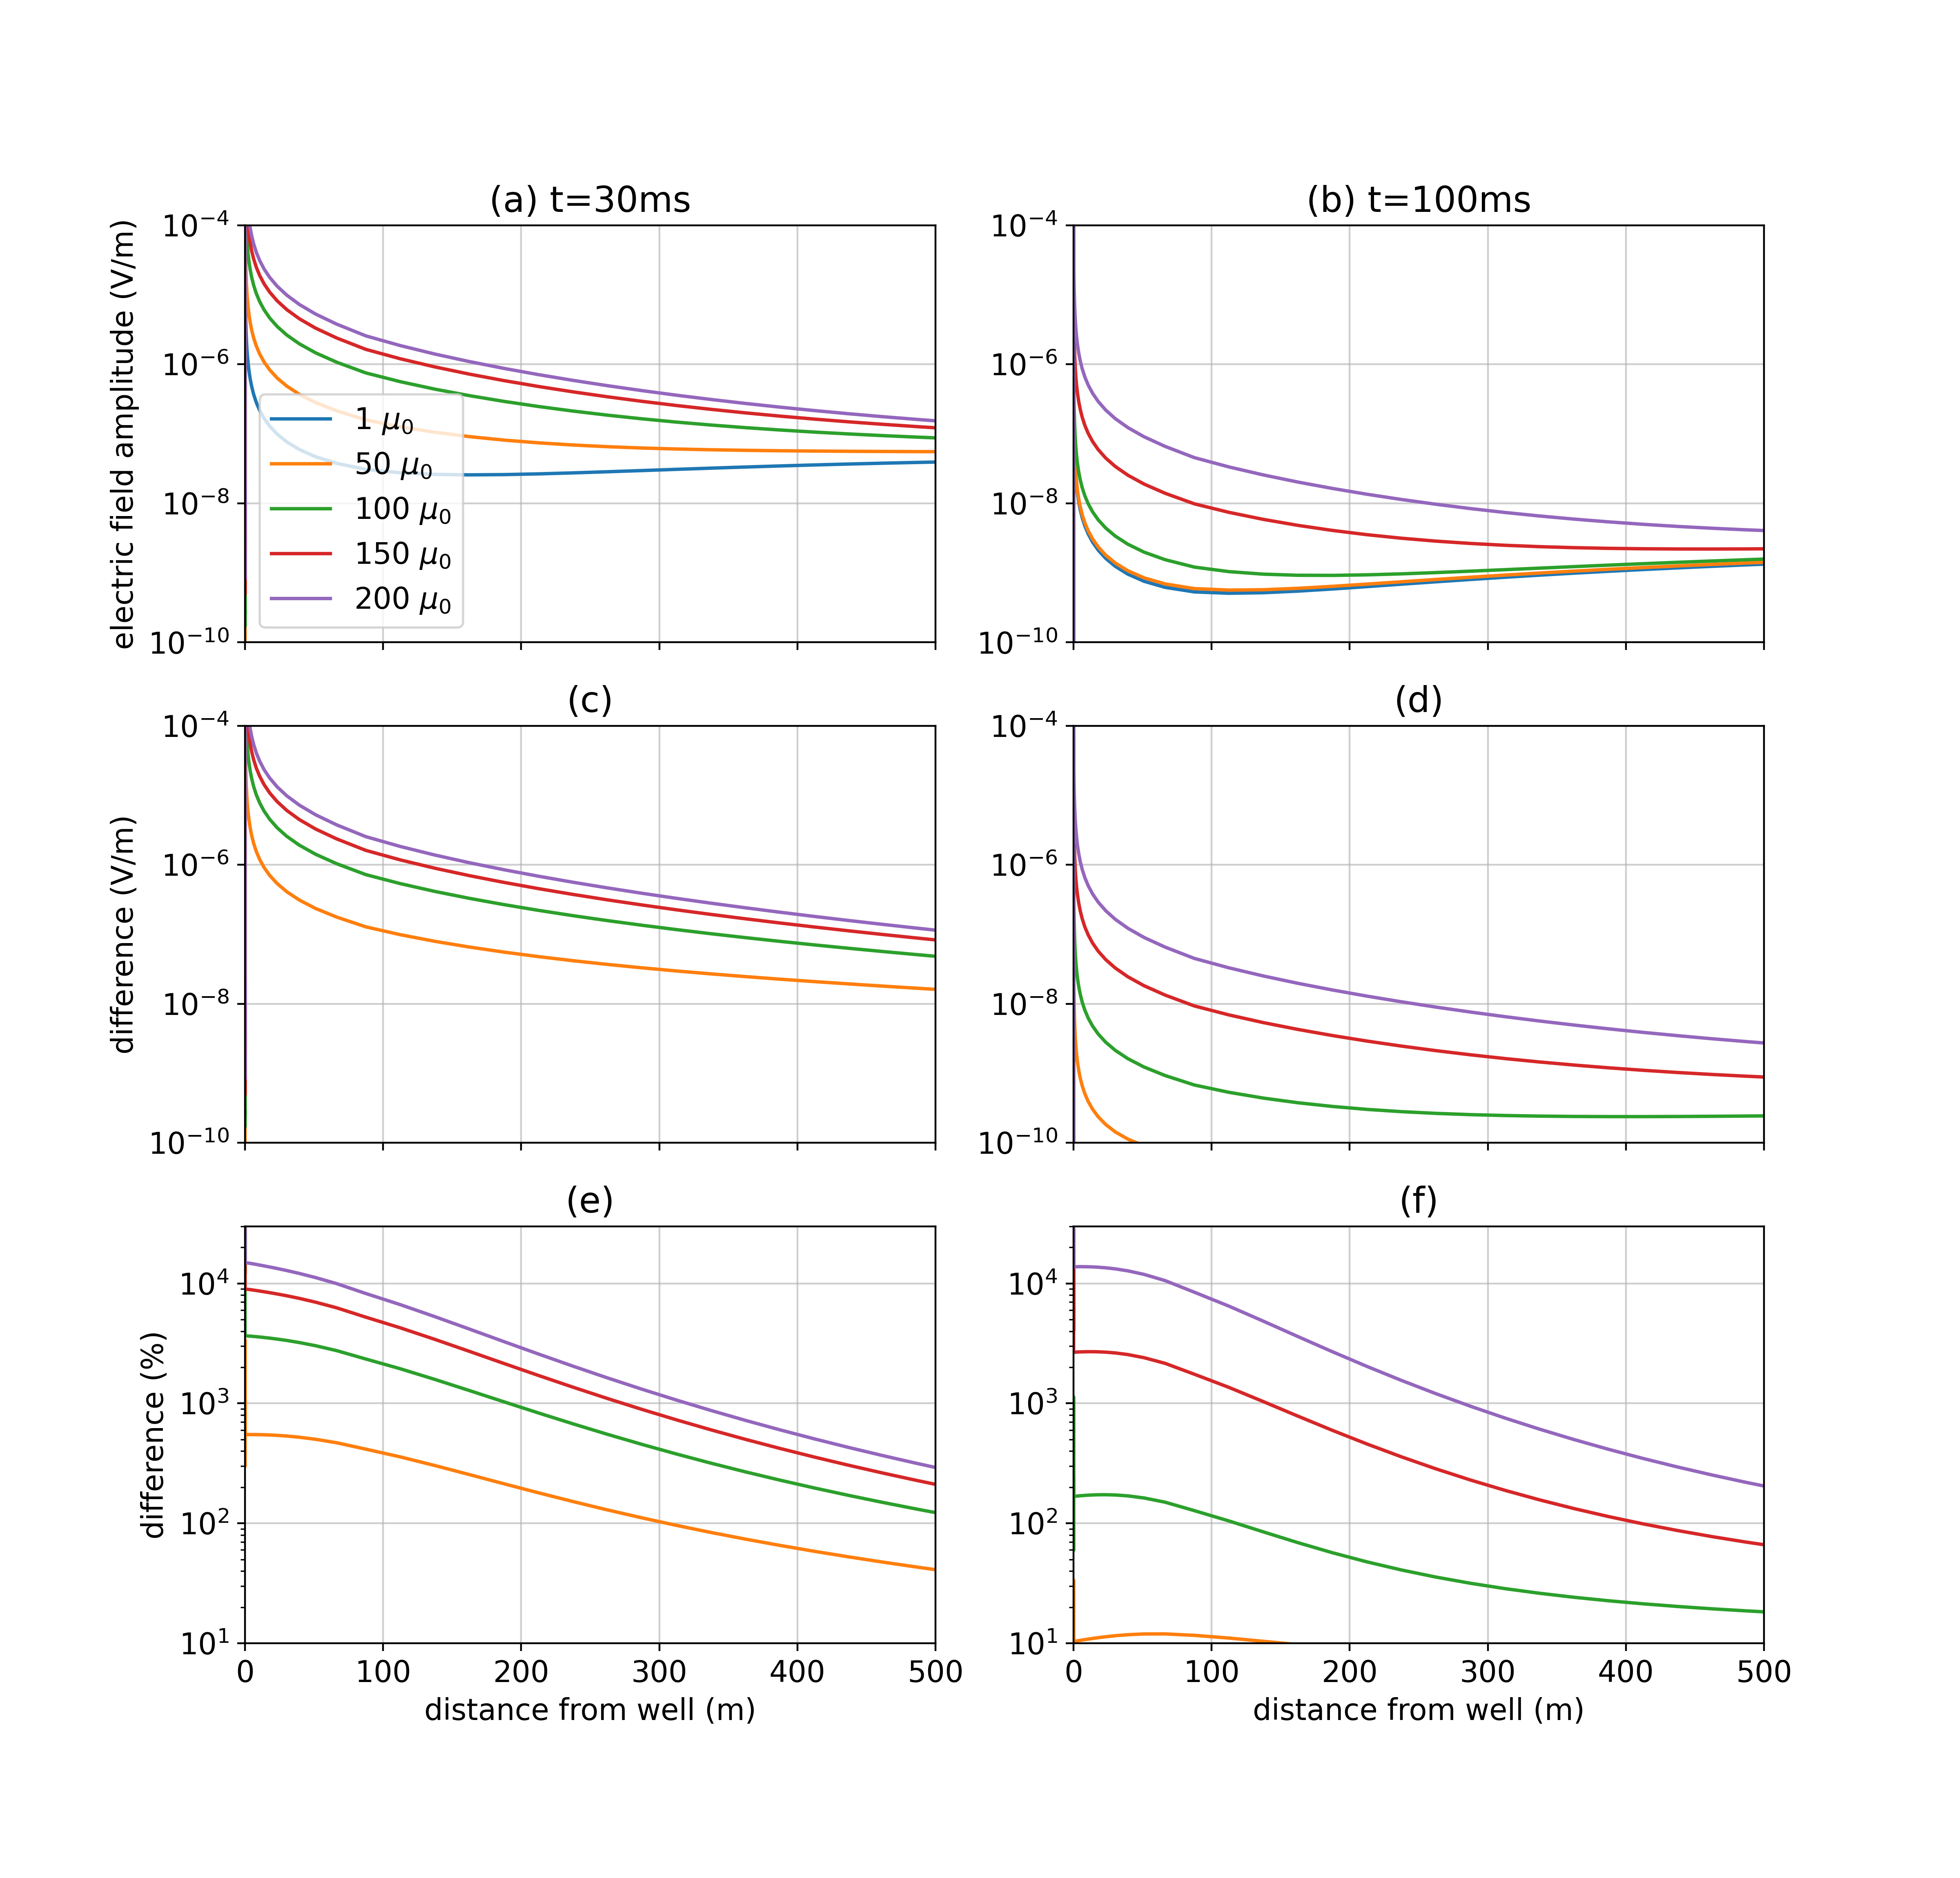 (a) t=30ms
(b) t=100ms
electric field amplitude (V/m)
10⁻⁴
10⁻⁶
10⁻⁸
10⁻¹⁰
1 μ₀
50 μ₀
100 μ₀
150 μ₀
200 μ₀
10⁻⁴
10⁻⁶
10⁻⁸
10⁻¹⁰
(c)
(d)
difference (V/m)
10⁻⁴
10⁻⁶
10⁻⁸
10⁻¹⁰
10⁻⁴
10⁻⁶
10⁻⁸
10⁻¹⁰
(e)
(f)
difference (%)
10⁴
10³
10²
10¹
10⁴
10³
10²
10¹
0 100 200 300 400 500
0 100 200 300 400 500
distance from well (m)
distance from well (m)